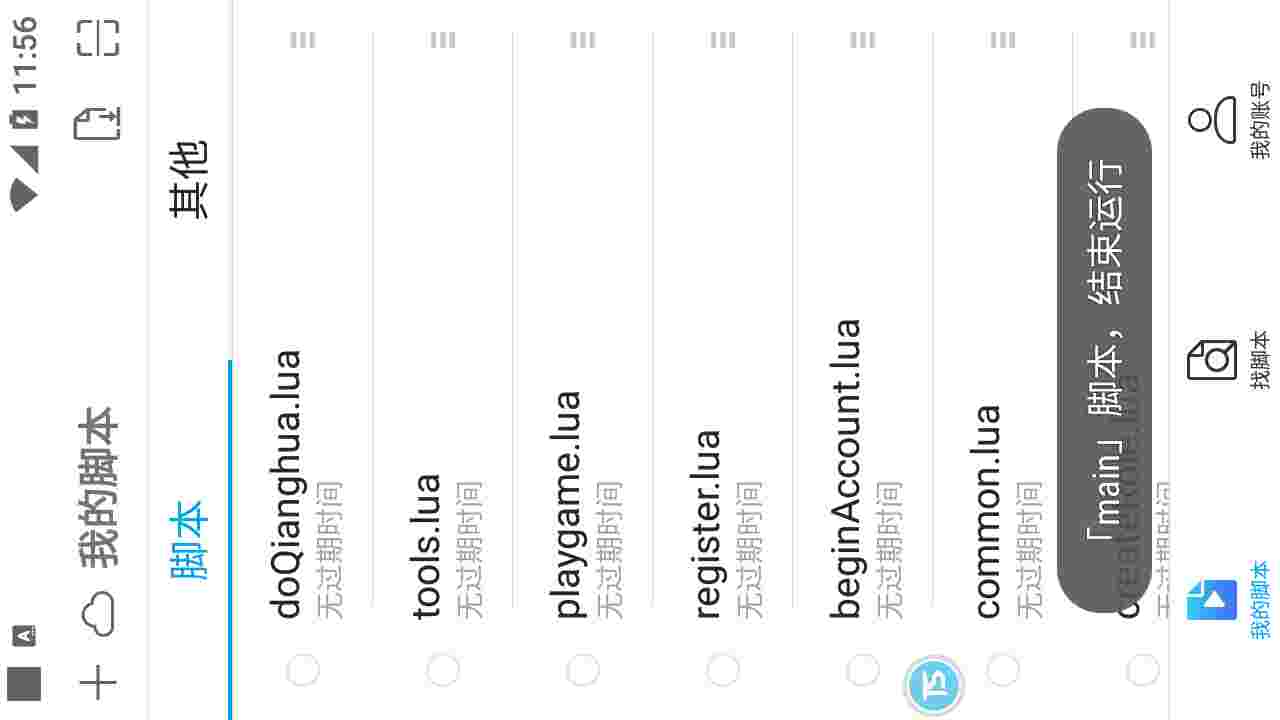 11:56
A
我的脚本
脚本
其他
doQianghua.lua
无过期时间
tools.lua
无过期时间
playgame.lua
无过期时间
register.lua
无过期时间
beginAccount.lua
无过期时间
common.lua
无过期时间
createRole.lua
无过期时间
「main」脚本，结束运行
TS
我的脚本
找脚本
我的账号